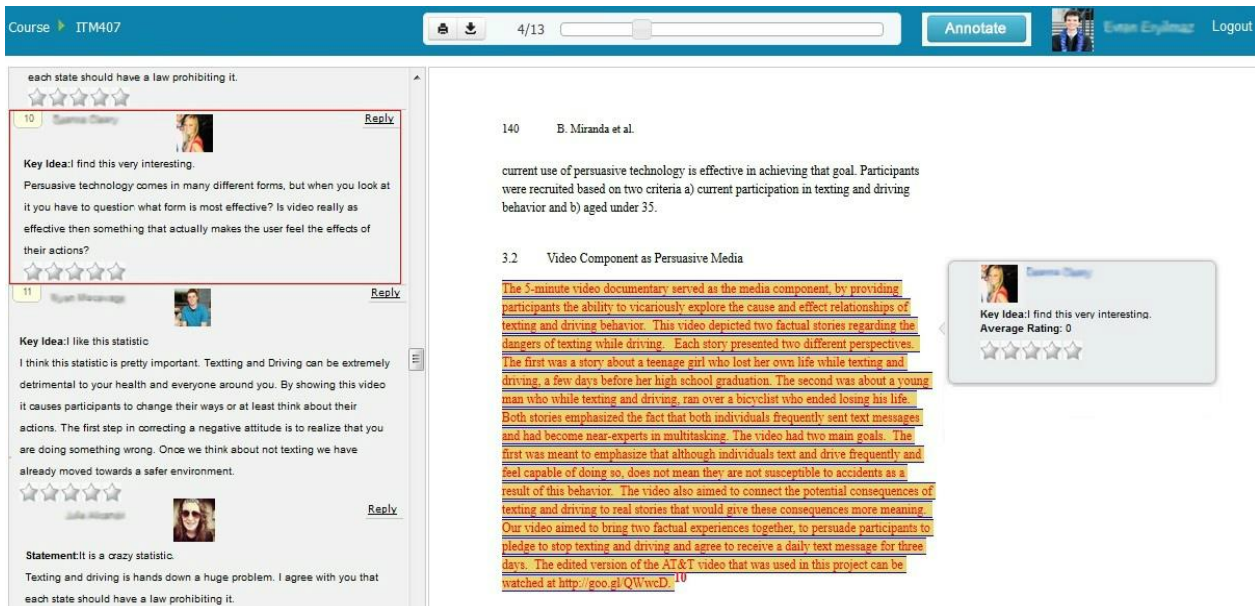 Course ITM407
4/13
Annotate
Logout
each state should have a law prohibiting it.
10
Reply
Key Idea:I find this very interesting.
Persuasive technology comes in many different forms, but when you look at
it you have to question what form is most effective? Is video really as
effective then something that actually makes the user feel the effects of
their actions?
11
Reply
Key Idea:I like this statistic
I think this statistic is pretty important. Textting and Driving can be extremely
detrimental to your health and everyone around you. By showing this video
it causes participants to change their ways or at least think about their
actions. The first step in correcting a negative attitude is to realize that you
are doing something wrong. Once we think about not texting we have
already moved towards a safer environment.
Reply
Statement:It is a crazy statistic.
Texting and driving is hands down a huge problem. I agree with you that
each state should have a law prohibiting it.
140 B. Miranda et al.
current use of persuasive technology is effective in achieving that goal. Participants
were recruited based on two criteria a) current participation in texting and driving
behavior and b) aged under 35.
3.2 Video Component as Persuasive Media
The 5-minute video documentary served as the media component, by providing
participants the ability to vicariously explore the cause and effect relationships of
texting and driving behavior. This video depicted two factual stories regarding the
dangers of texting while driving. Each story presented two different perspectives.
The first was a story about a teenage girl who lost her own life while texting and
driving, a few days before her high school graduation. The second was about a young
man who while texting and driving, ran over a bicyclist who ended losing his life.
Both stories emphasized the fact that both individuals frequently sent text messages
and had become near-experts in multitasking. The video had two main goals. The
first was meant to emphasize that although individuals text and drive frequently and
feel capable of doing so, does not mean they are not susceptible to accidents as a
result of this behavior. The video also aimed to connect the potential consequences of
texting and driving to real stories that would give these consequences more meaning.
Our video aimed to bring two factual experiences together, to persuade participants to
pledge to stop texting and driving and agree to receive a daily text message for three
days. The edited version of the AT&T video that was used in this project can be
watched at http://goo.gl/QWwcD. 10
Key Idea:I find this very interesting.
Average Rating: 0